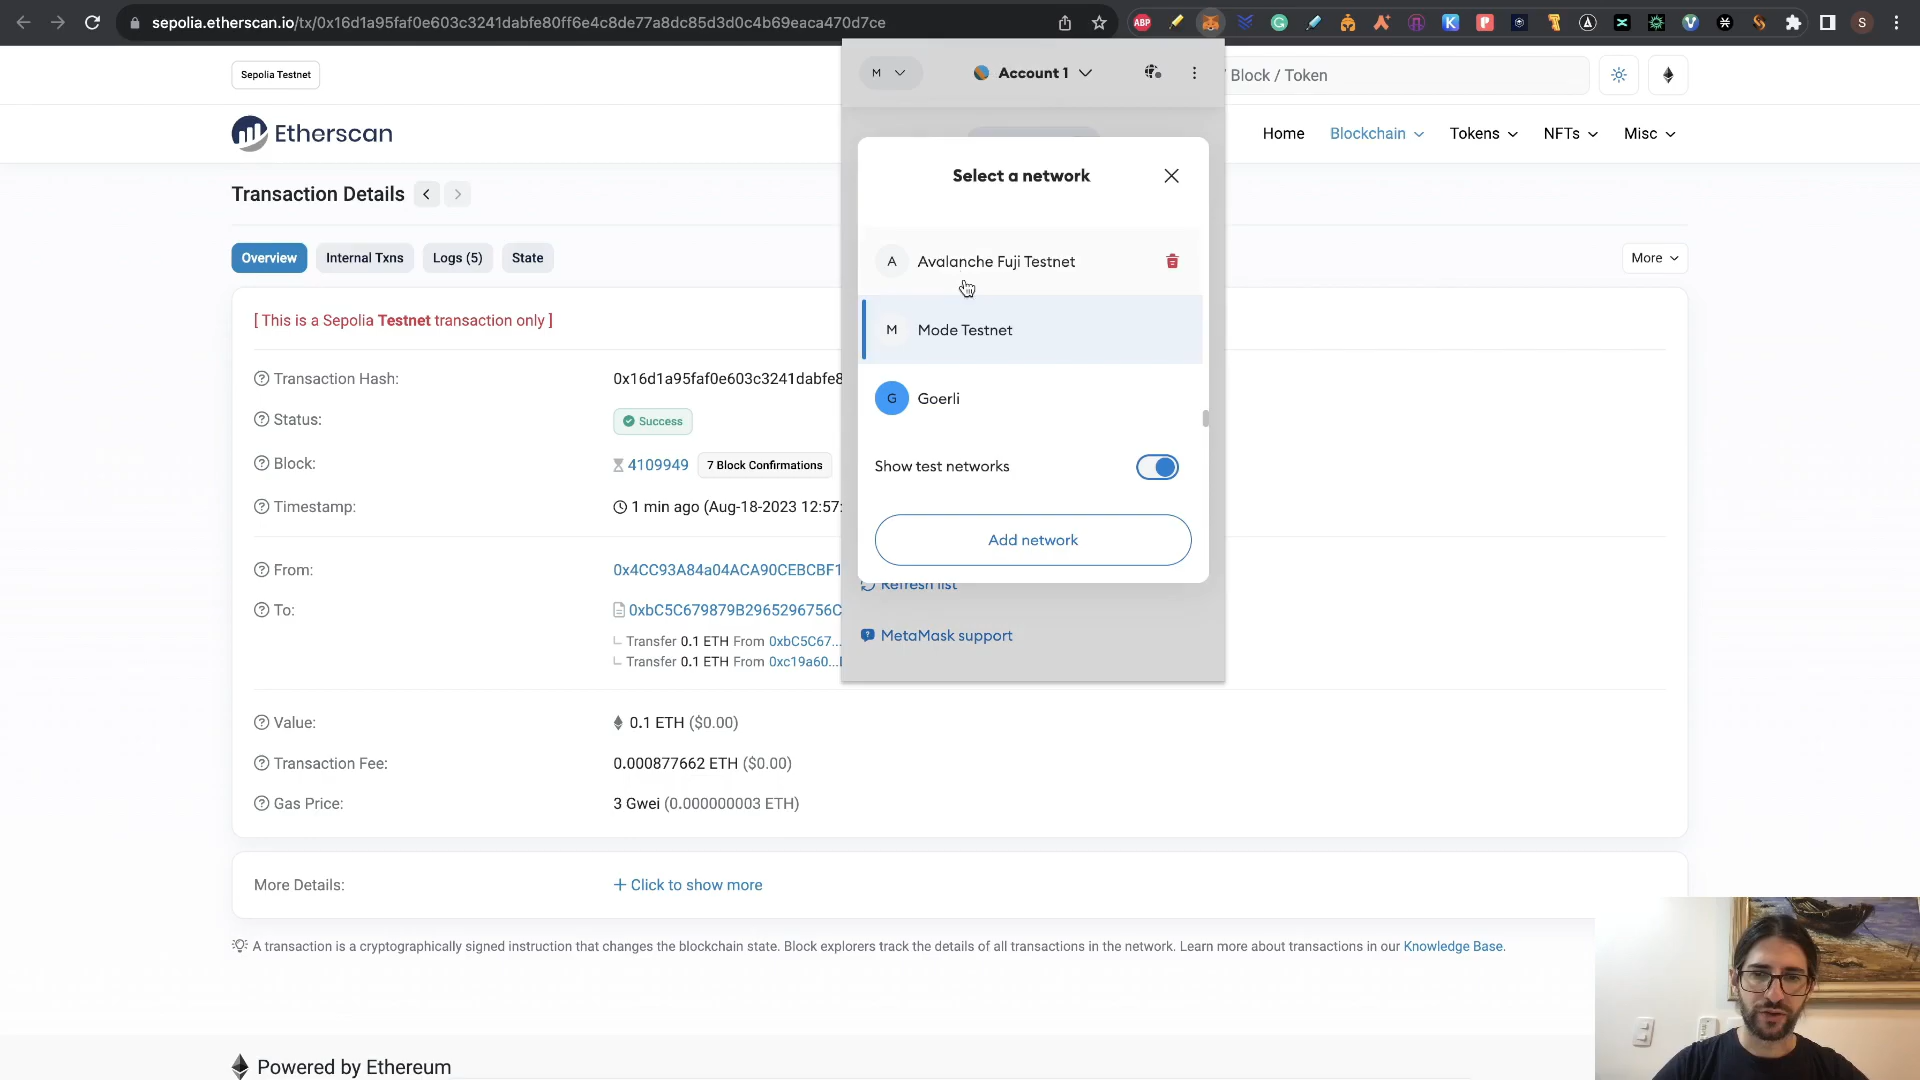 sepolia.etherscan.io/tx/0x16d1a95faf0e603c3241dabfe80ff6e4c8de77a8dc85d3d0c4b69eaca470d7ce
ABP
S
Sepolia Testnet
M
Account 1
Block / Token
Etherscan
Home
Blockchain
Tokens
NFTs
Misc
Transaction Details
Select a network
Overview
Internal Txns
Logs (5)
State
More
A
Avalanche Fuji Testnet
[ This is a Sepolia Testnet transaction only ]
M
Mode Testnet
Transaction Hash:
0x16d1a95faf0e603c3241dabfe8
G
Goerli
Status:
Success
Block:
4109949
7 Block Confirmations
Show test networks
Timestamp:
1 min ago (Aug-18-2023 12:57:
Add network
From:
0x4CC93A84a04ACA90CEBCBF1
Refresh list
To:
0xbC5C679879B2965296756C
Transfer 0.1 ETH From 0xbC5C67...
Transfer 0.1 ETH From 0xc19a60...
MetaMask support
Value:
0.1 ETH ($0.00)
Transaction Fee:
0.000877662 ETH ($0.00)
Gas Price:
3 Gwei (0.000000003 ETH)
More Details:
+ Click to show more
A transaction is a cryptographically signed instruction that changes the blockchain state. Block explorers track the details of all transactions in the network. Learn more about transactions in our Knowledge Base.
Powered by Ethereum